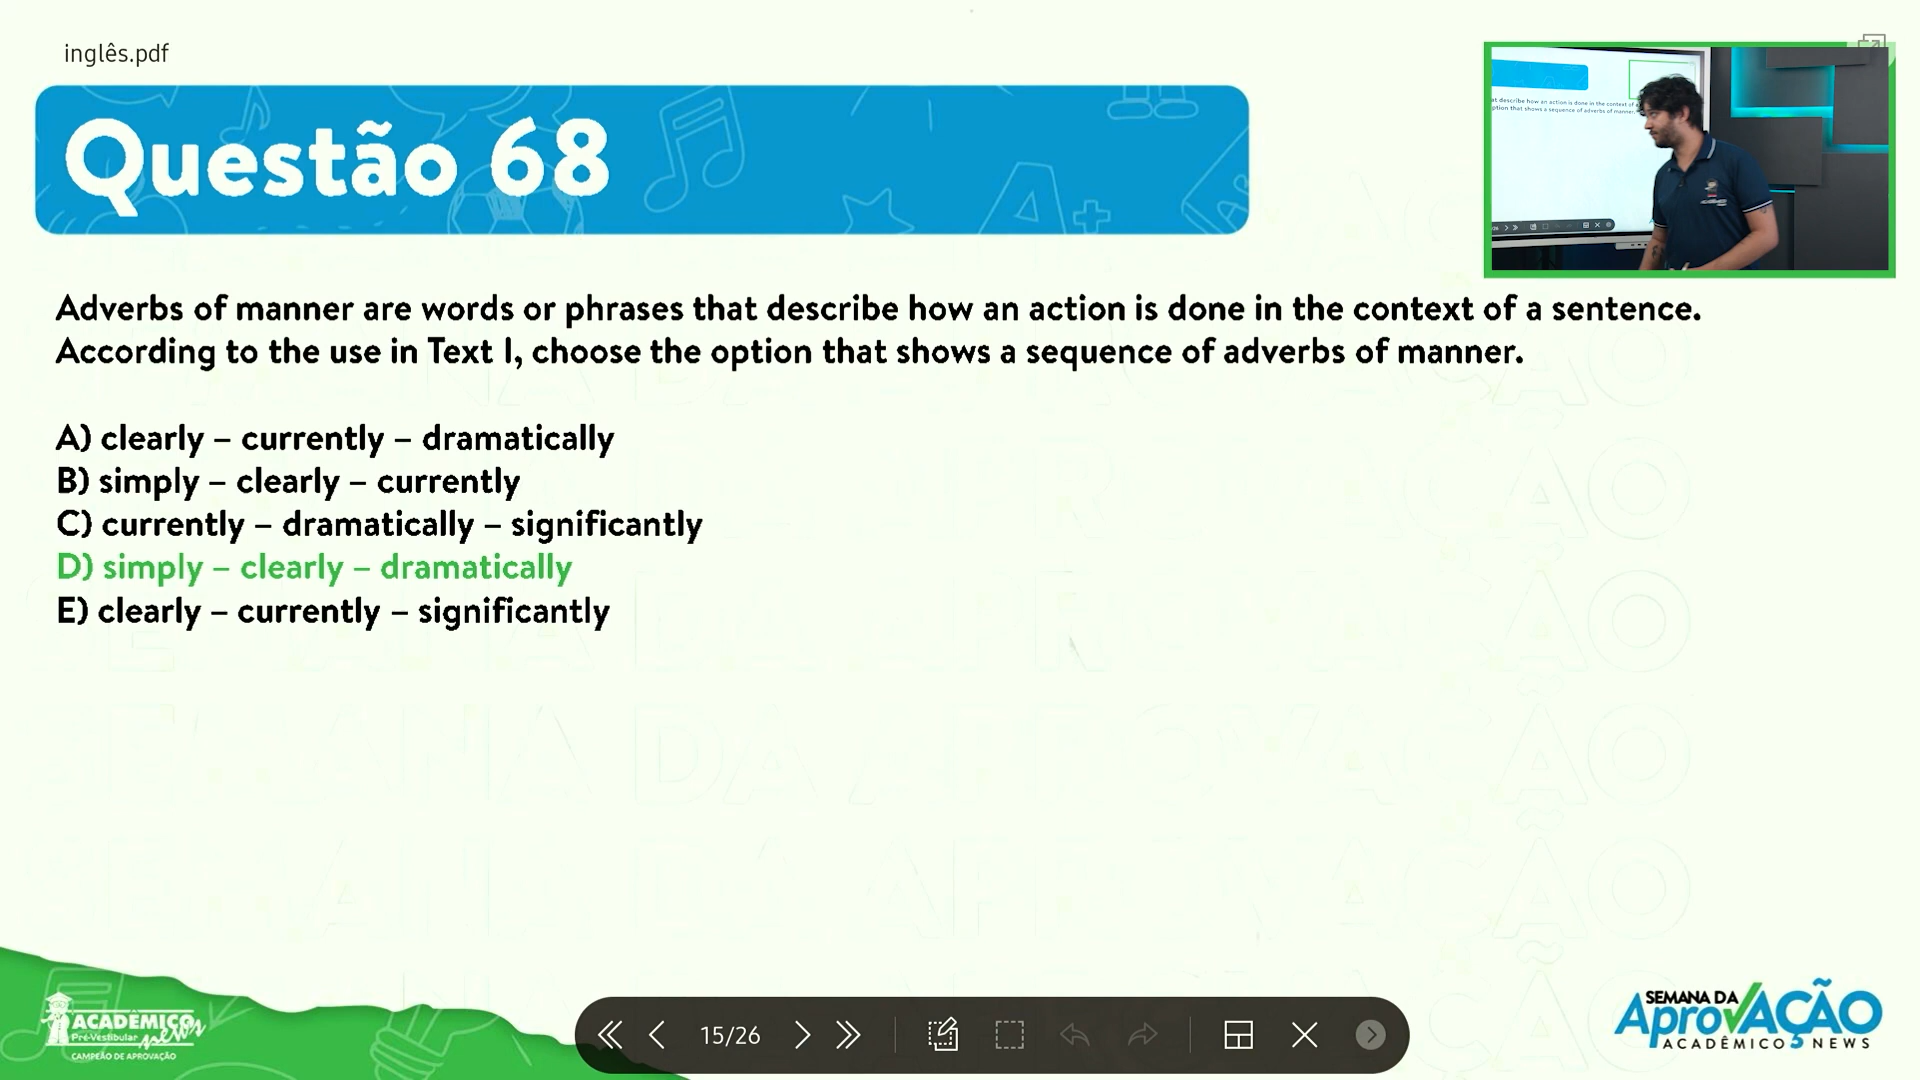 inglês.pdf
Questão 68
Adverbs of manner are words or phrases that describe how an action is done in the context of a sentence.
According to the use in Text I, choose the option that shows a sequence of adverbs of manner.
A) clearly – currently – dramatically
B) simply – clearly – currently
C) currently – dramatically – significantly
D) simply – clearly – dramatically
E) clearly – currently – significantly
ACADÊMICO
news
Pré-Vestibular
CAMPEÃO DE APROVAÇÃO
15/26
SEMANA DA
AprovAÇÃO
ACADÊMICO NEWS